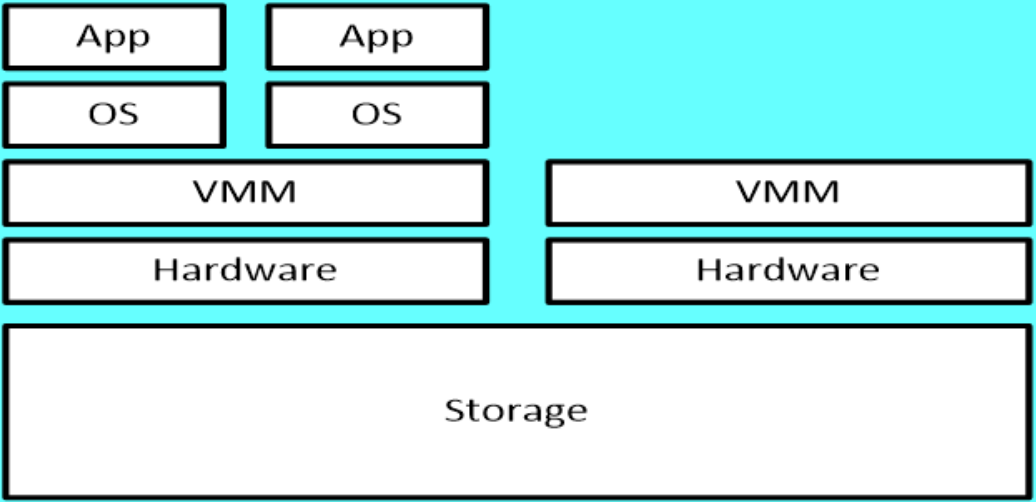 App App
OS OS
VMM VMM
Hardware Hardware
Storage